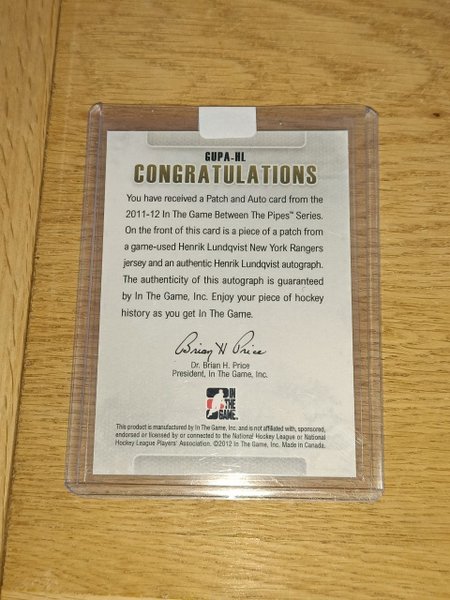 GUPA-HL
CONGRATULATIONS
You have received a Patch and Auto card from the
2011-12 In The Game Between The Pipes™ Series.
On the front of this card is a piece of a patch from
a game-used Henrik Lundqvist New York Rangers
jersey and an authentic Henrik Lundqvist autograph.
The authenticity of this autograph is guaranteed
by In The Game, Inc. Enjoy your piece of hockey
history as you get In The Game.
Brian H Price
Dr. Brian H. Price
President, In The Game, Inc.
IN
THE
GAME
This product is manufactured by In The Game, Inc. and is not affiliated with, sponsored,
endorsed or licensed by or connected to the National Hockey League or National
Hockey League Players' Association. ©2012 In The Game, Inc. Made in Canada.